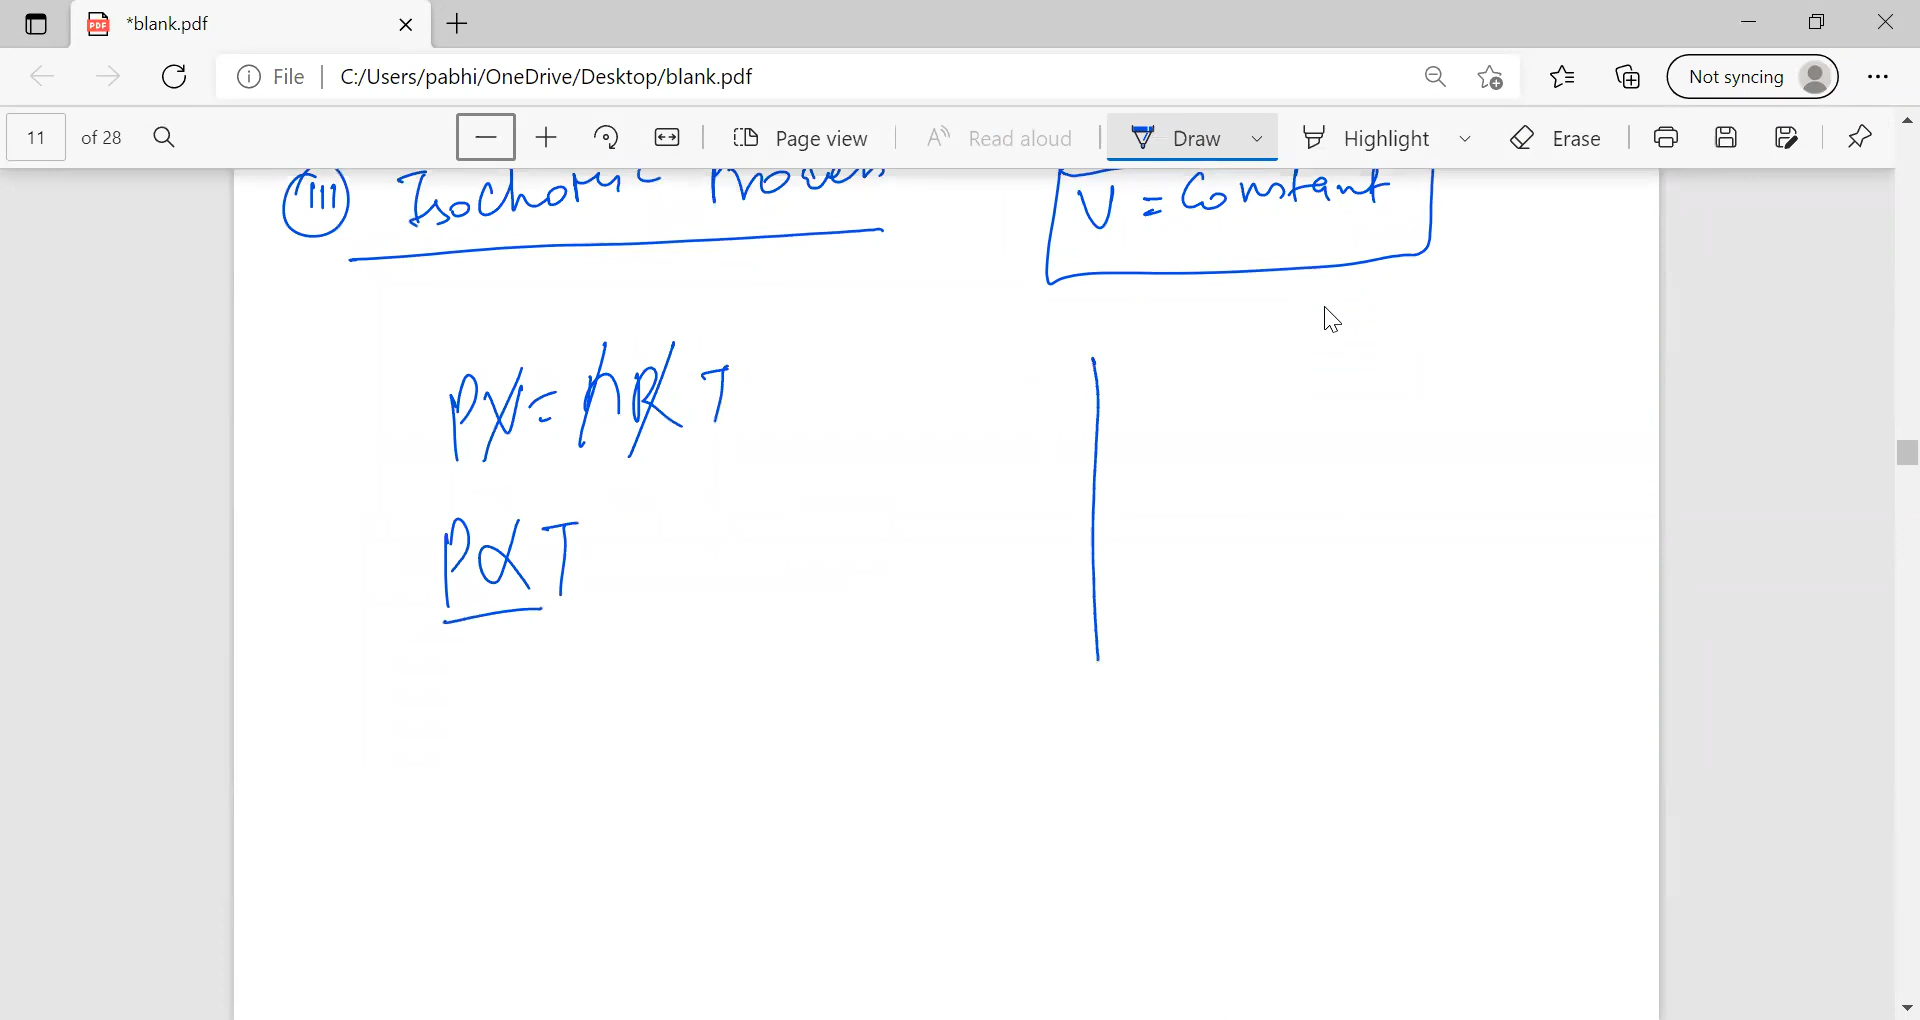 *blank.pdf
File | C:/Users/pabhi/OneDrive/Desktop/blank.pdf
Not syncing
11 of 28
Page view
Read aloud
Draw
Highlight
Erase
(iii) Isochoric Process
V = Constant
PV = nRT
P∝T